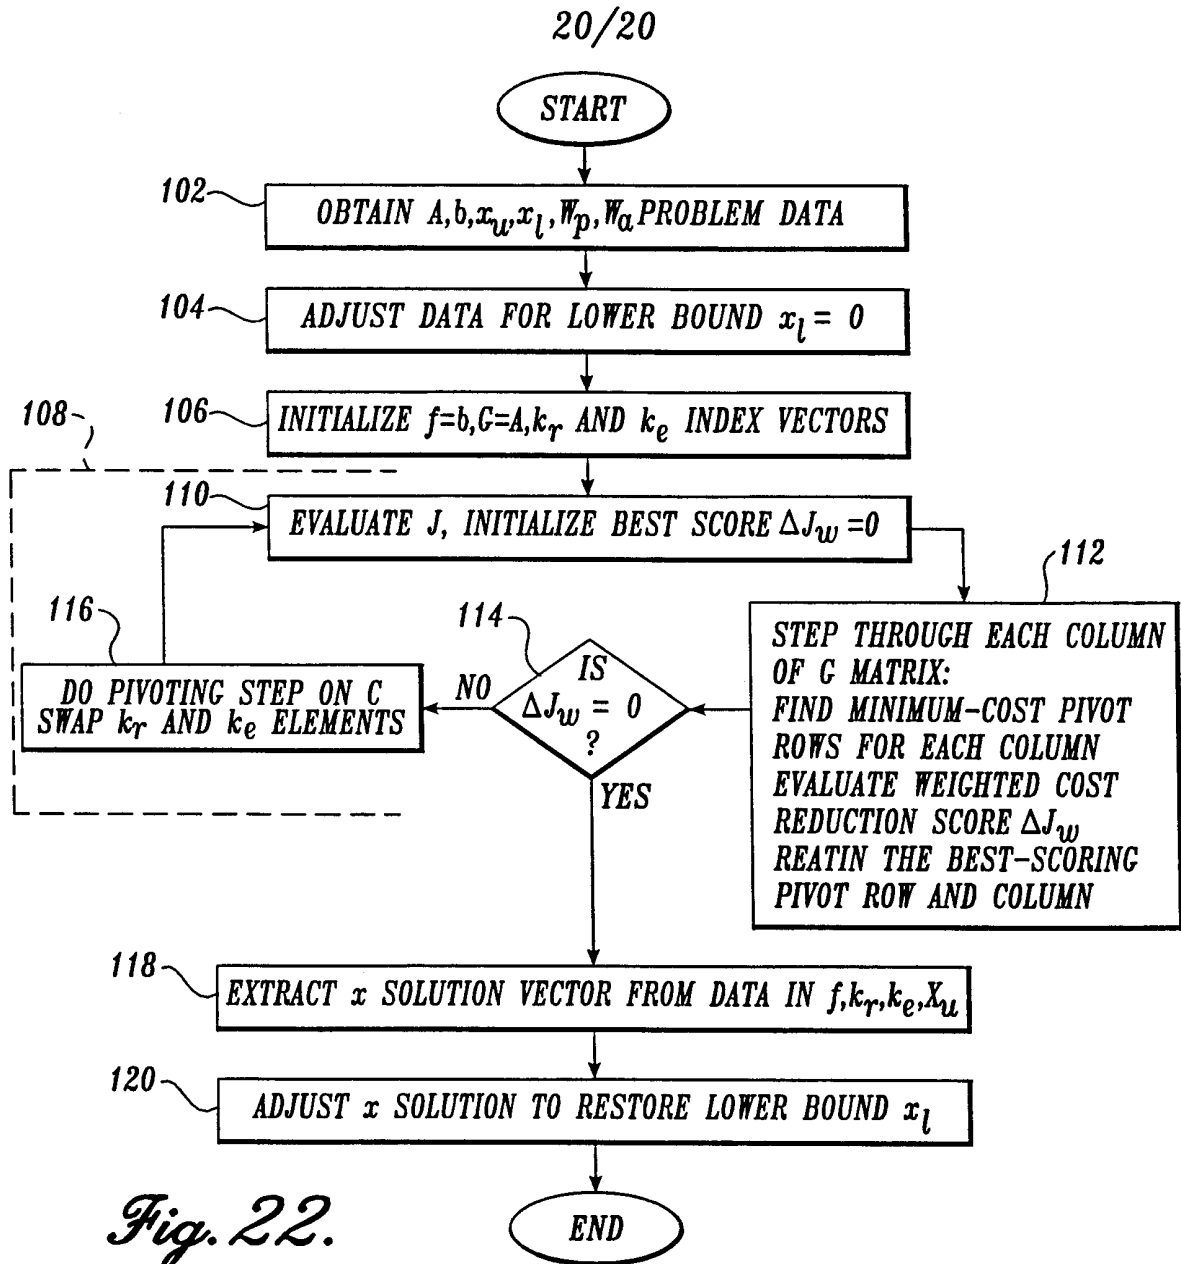 20/20
START
102
OBTAIN A,b,x_u,x_l,W_p,W_a PROBLEM DATA
104
ADJUST DATA FOR LOWER BOUND x_l = 0
108
106
INITIALIZE f=b,G=A,k_r AND k_e INDEX VECTORS
110
EVALUATE J, INITIALIZE BEST SCORE ΔJ_w=0
112
STEP THROUGH EACH COLUMN
OF G MATRIX:
FIND MINIMUM-COST PIVOT
ROWS FOR EACH COLUMN
EVALUATE WEIGHTED COST
REDUCTION SCORE ΔJ_w
REATIN THE BEST-SCORING
PIVOT ROW AND COLUMN
114
IS
ΔJ_w = 0
?
NO
YES
116
DO PIVOTING STEP ON C
SWAP k_r AND k_e ELEMENTS
118
EXTRACT x SOLUTION VECTOR FROM DATA IN f,k_r,k_e,X_u
120
ADJUST x SOLUTION TO RESTORE LOWER BOUND x_l
END
Fig. 22.